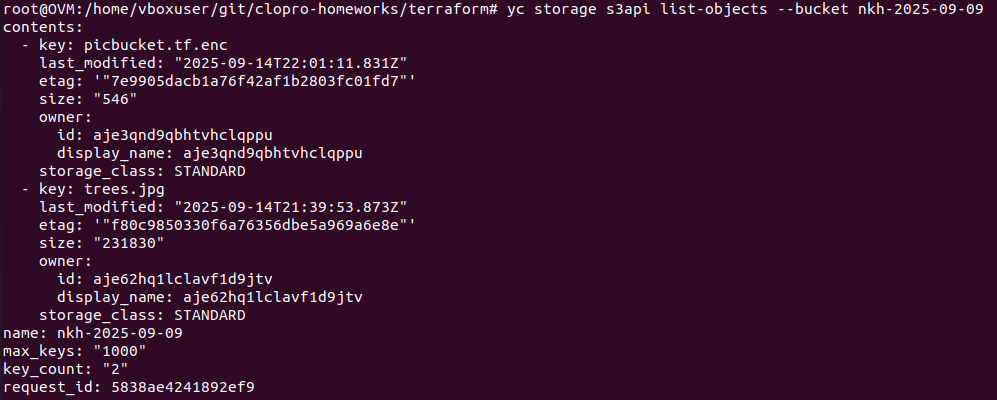 root@OVM:/home/vboxuser/git/clopro-homeworks/terraform# yc storage s3api list-objects --bucket nkh-2025-09-09
contents:
  - key: picbucket.tf.enc
    last_modified: "2025-09-14T22:01:11.831Z"
    etag: '"7e9905dacb1a76f42af1b2803fc01fd7"'
    size: "546"
    owner:
      id: aje3qnd9qbhtvhclqppu
      display_name: aje3qnd9qbhtvhclqppu
    storage_class: STANDARD
  - key: trees.jpg
    last_modified: "2025-09-14T21:39:53.873Z"
    etag: '"f80c9850330f6a76356dbe5a969a6e8e"'
    size: "231830"
    owner:
      id: aje62hq1lclavf1d9jtv
      display_name: aje62hq1lclavf1d9jtv
    storage_class: STANDARD
name: nkh-2025-09-09
max_keys: "1000"
key_count: "2"
request_id: 5838ae4241892ef9